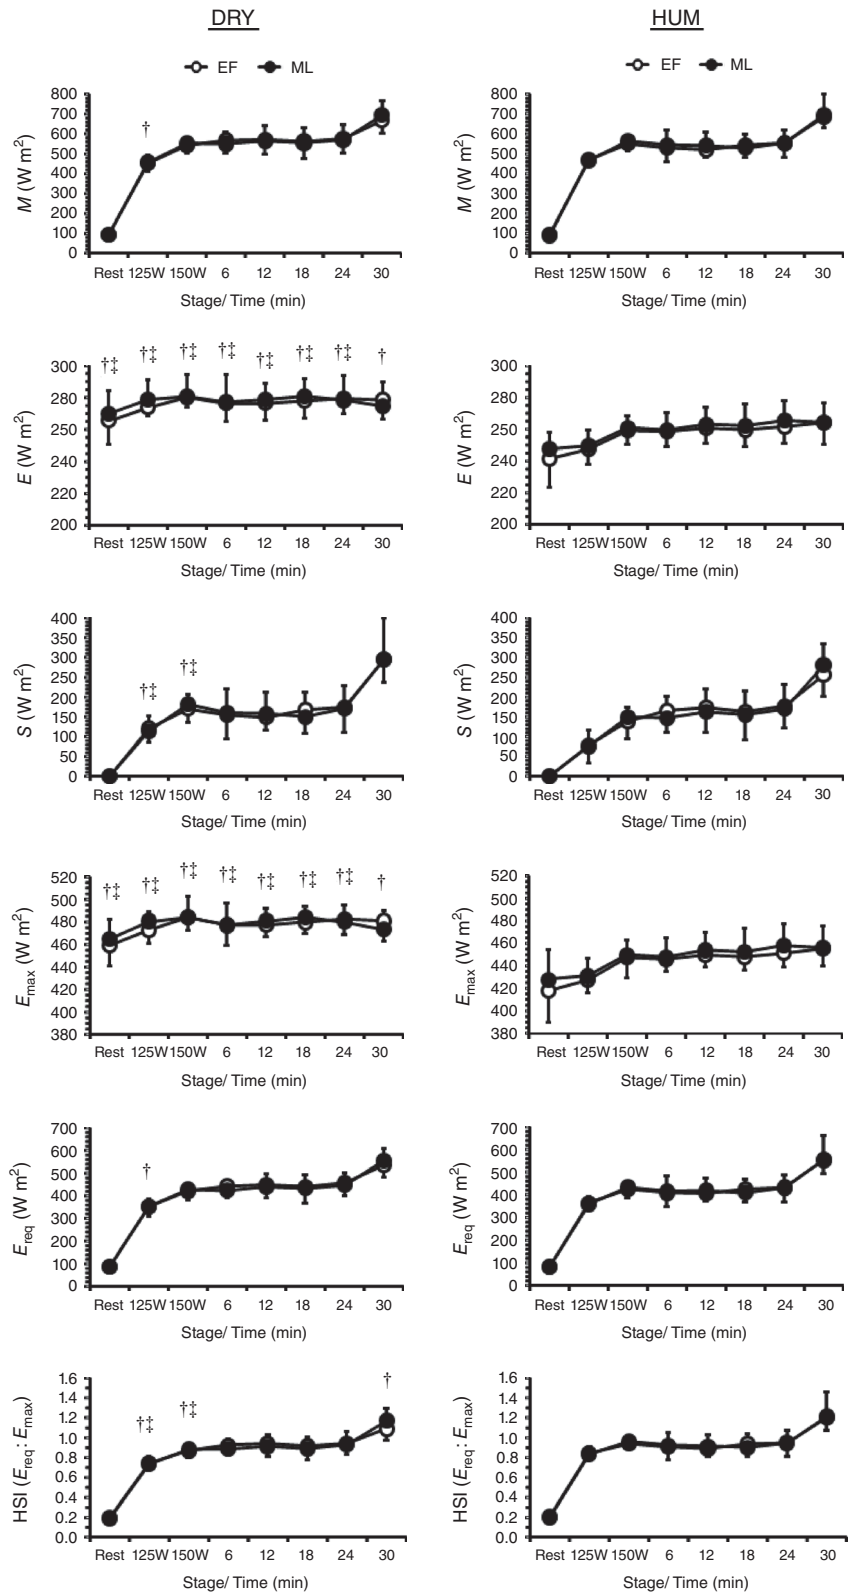 DRY
HUM
EF ML
EF ML
M (W m²)
800
700
600
500
400
300
200
100
0
†
Rest 125W 150W 6 12 18 24 30
Stage/ Time (min)
M (W m²)
800
700
600
500
400
300
200
100
0
Rest 125W 150W 6 12 18 24 30
Stage/ Time (min)
E (W m²)
300
280
250
240
220
200
†‡ †‡ †‡ †‡ †‡ †‡ †‡ †
Rest 125W 150W 6 12 18 24 30
Stage/ Time (min)
E (W m²)
300
280
250
240
220
200
Rest 125W 150W 6 12 18 24 30
Stage/ Time (min)
S (W m²)
400
350
300
250
200
150
100
50
0
†‡ †‡
Rest 125W 150W 6 12 18 24 30
Stage/ Time (min)
S (W m²)
400
350
300
250
200
150
100
50
0
Rest 125W 150W 6 12 18 24 30
Stage/ Time (min)
Emax (W m²)
520
500
480
460
440
420
400
380
†‡ †‡ †‡ †‡ †‡ †‡ †‡ †
Rest 125W 150W 6 12 18 24 30
Stage/ Time (min)
Emax (W m²)
520
500
480
460
440
420
400
380
Rest 125W 150W 6 12 18 24 30
Stage/ Time (min)
Ereq (W m²)
700
600
500
400
300
200
100
0
†
Rest 125W 150W 6 12 18 24 30
Stage/ Time (min)
Ereq (W m²)
700
600
500
400
300
200
100
0
Rest 125W 150W 6 12 18 24 30
Stage/ Time (min)
HSI (Ereq: Emax)
1.6
1.4
1.2
1.0
0.8
0.6
0.4
0.2
0.0
†‡ †‡ †
Rest 125W 150W 6 12 18 24 30
Stage/ Time (min)
HSI (Ereq: Emax)
1.6
1.4
1.2
1.0
0.8
0.6
0.4
0.2
0.0
Rest 125W 150W 6 12 18 24 30
Stage/ Time (min)